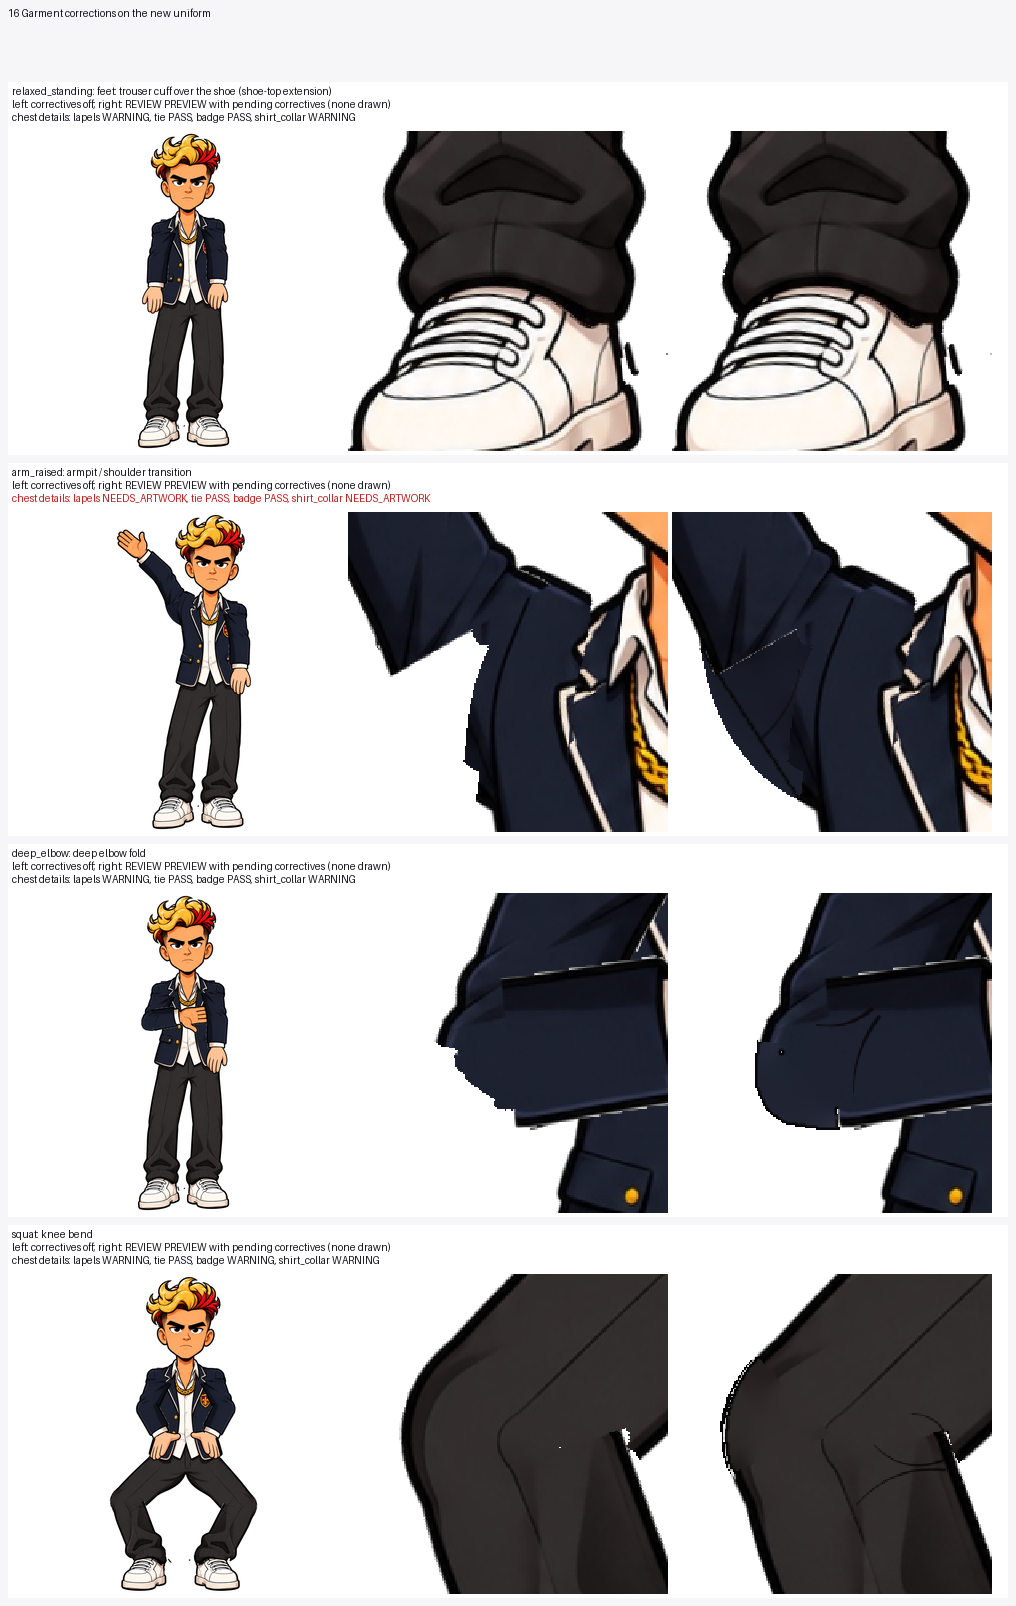 16 Garment corrections on the new uniform
relaxed_standing: feet: trouser cuff over the shoe (shoe-top extension)
left: correctives off; right: REVIEW PREVIEW with pending correctives (none drawn)
chest details: lapels WARNING, tie PASS, badge PASS, shirt_collar WARNING
arm_raised: armpit / shoulder transition
left: correctives off; right: REVIEW PREVIEW with pending correctives (none drawn)
chest details: lapels NEEDS_ARTWORK, tie PASS, badge PASS, shirt_collar NEEDS_ARTWORK
deep_elbow: deep elbow fold
left: correctives off; right: REVIEW PREVIEW with pending correctives (none drawn)
chest details: lapels WARNING, tie PASS, badge PASS, shirt_collar WARNING
squat: knee bend
left: correctives off; right: REVIEW PREVIEW with pending correctives (none drawn)
chest details: lapels WARNING, tie PASS, badge WARNING, shirt_collar WARNING